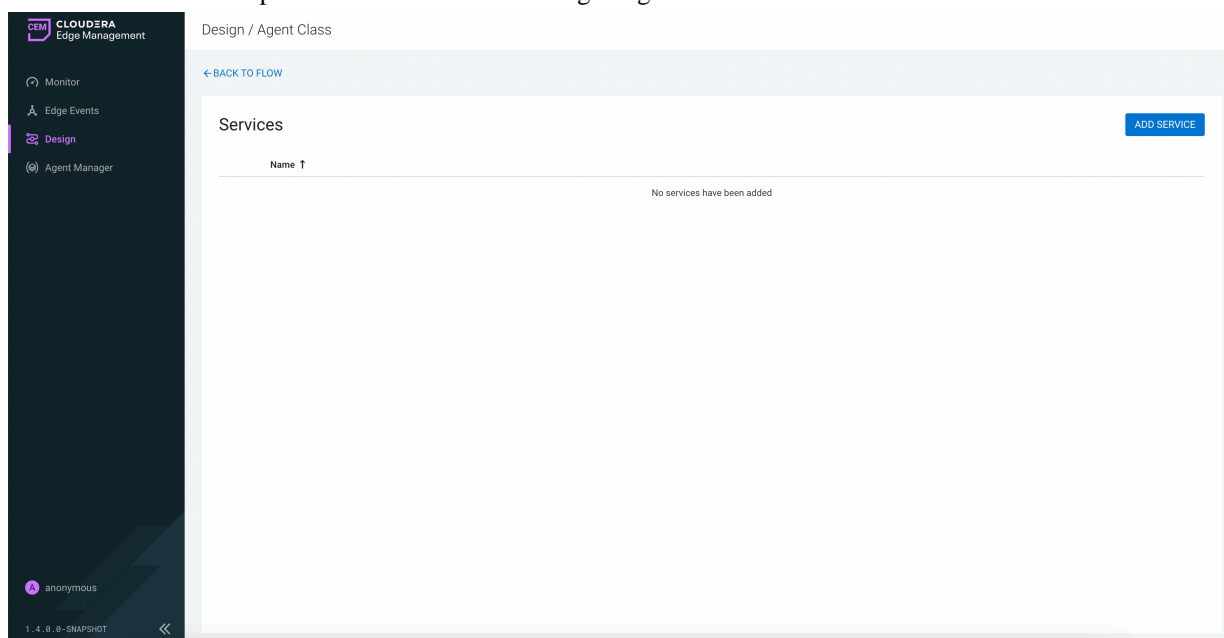 CEM CLOUDERA
Edge Management
Design / Agent Class
← BACK TO FLOW
Monitor
Edge Events
Design
Agent Manager
Services
ADD SERVICE
Name ↑
No services have been added
A anonymous
1.4.0.0-SNAPSHOT